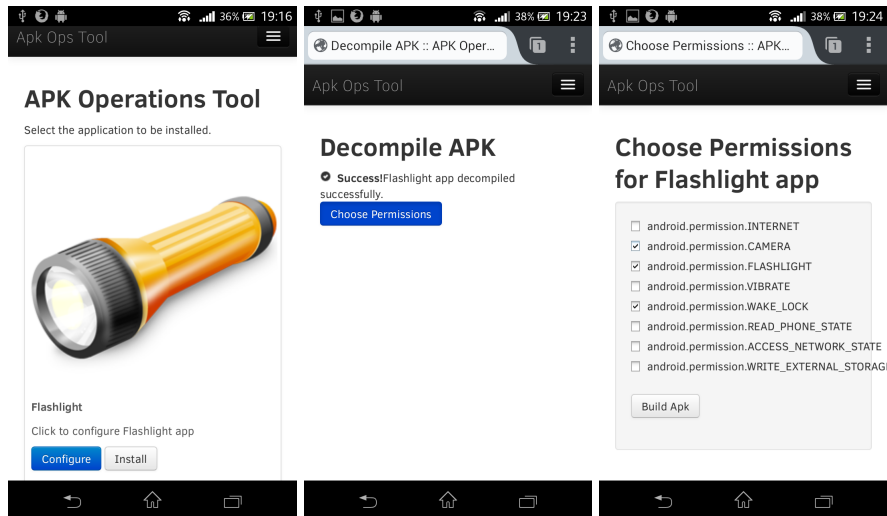 36% 19:16
Apk Ops Tool
APK Operations Tool
Select the application to be installed.
Flashlight
Click to configure Flashlight app
Configure Install
38% 19:23
Decompile APK :: APK Oper... 1
Apk Ops Tool
Decompile APK
Success!Flashlight app decompiled
successfully.
Choose Permissions
38% 19:24
Choose Permissions :: APK... 1
Apk Ops Tool
Choose Permissions
for Flashlight app
android.permission.INTERNET
android.permission.CAMERA
android.permission.FLASHLIGHT
android.permission.VIBRATE
android.permission.WAKE_LOCK
android.permission.READ_PHONE_STATE
android.permission.ACCESS_NETWORK_STATE
android.permission.WRITE_EXTERNAL_STORAG
Build Apk